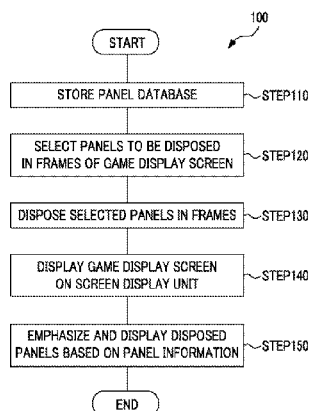 100
START
STORE PANEL DATABASE
STEP110
SELECT PANELS TO BE DISPOSED
IN FRAMES OF GAME DISPLAY SCREEN
STEP120
DISPOSE SELECTED PANELS IN FRAMES
STEP130
DISPLAY GAME DISPLAY SCREEN
ON SCREEN DISPLAY UNIT
STEP140
EMPHASIZE AND DISPLAY DISPOSED
PANELS BASED ON PANEL INFORMATION
STEP150
END